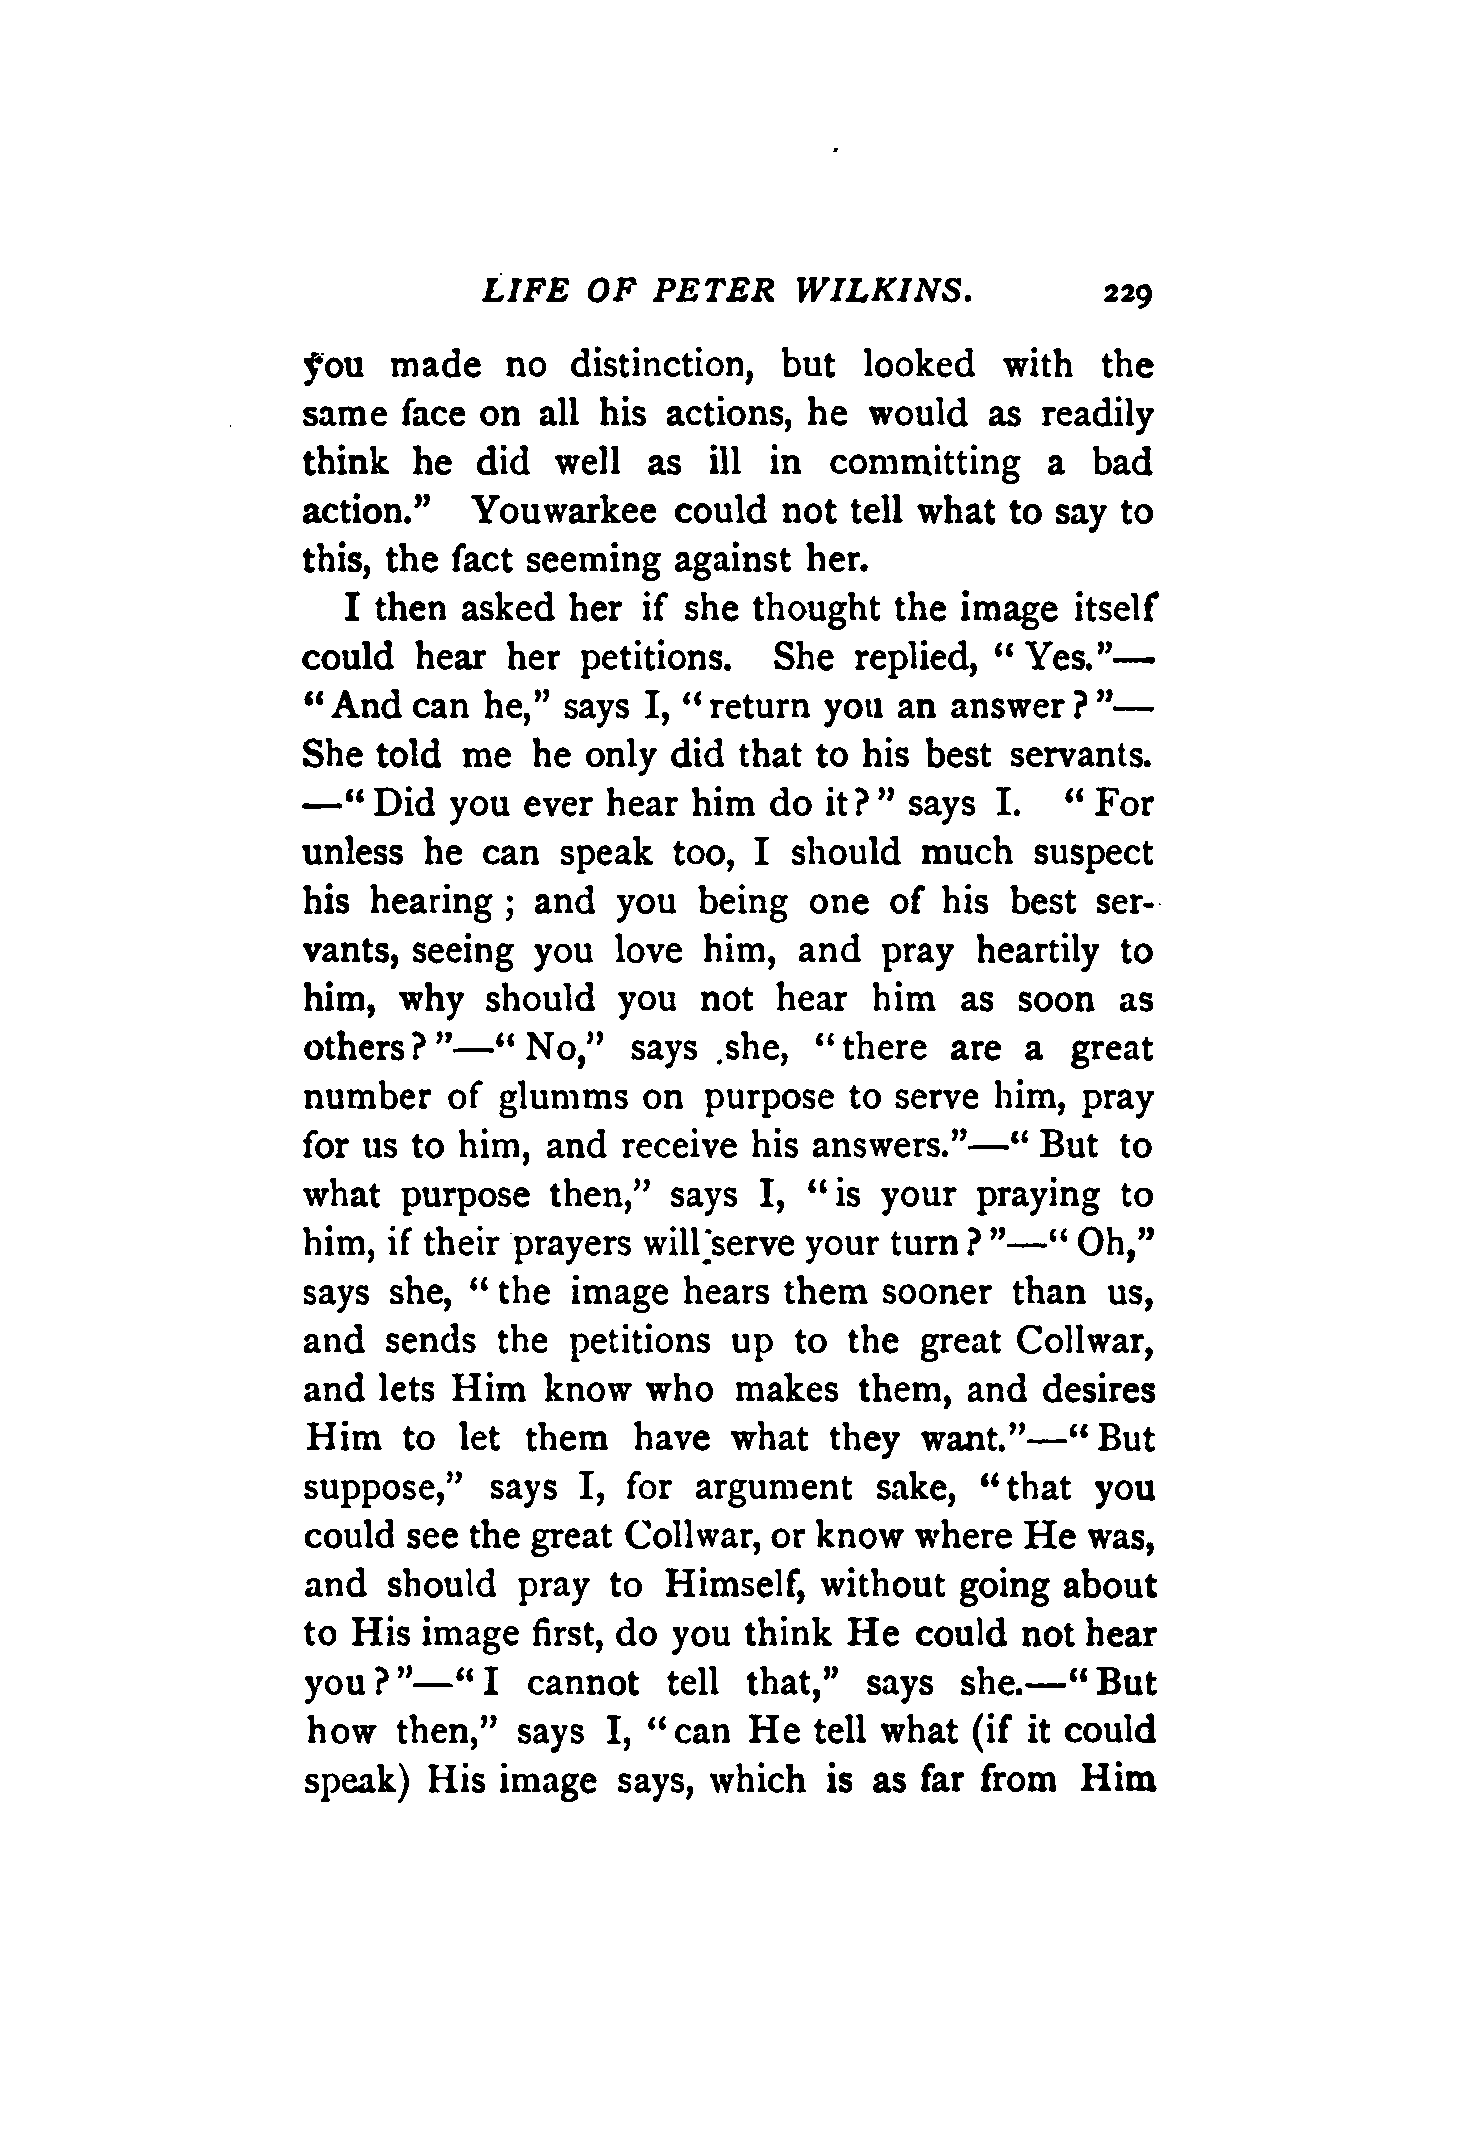 LIFE OF PETER WILKINS. 229
you made no distinction, but looked with the
same face on all his actions, he would as readily
think he did well as ill in committing a bad
action.” Youwarkee could not tell what to say to
this, the fact seeming against her.
I then asked her if she thought the image itself
could hear her petitions. She replied, “ Yes.”—
“ And can he,” says I, “ return you an answer ? ”—
She told me he only did that to his best servants.
—“ Did you ever hear him do it? ” says I. “ For
unless he can speak too, I should much suspect
his hearing ; and you being one of his best ser-
vants, seeing you love him, and pray heartily to
him, why should you not hear him as soon as
others? ”—“ No,” says she, “ there are a great
number of glumms on purpose to serve him, pray
for us to him, and receive his answers.”—“ But to
what purpose then,” says I, “ is your praying to
him, if their prayers will serve your turn ? ”—“ Oh,”
says she, “ the image hears them sooner than us,
and sends the petitions up to the great Collwar,
and lets Him know who makes them, and desires
Him to let them have what they want.”—“ But
suppose,” says I, for argument sake, “ that you
could see the great Collwar, or know where He was,
and should pray to Himself, without going about
to His image first, do you think He could not hear
you ? ”—“ I cannot tell that,” says she.—“ But
how then,” says I, “ can He tell what (if it could
speak) His image says, which is as far from Him